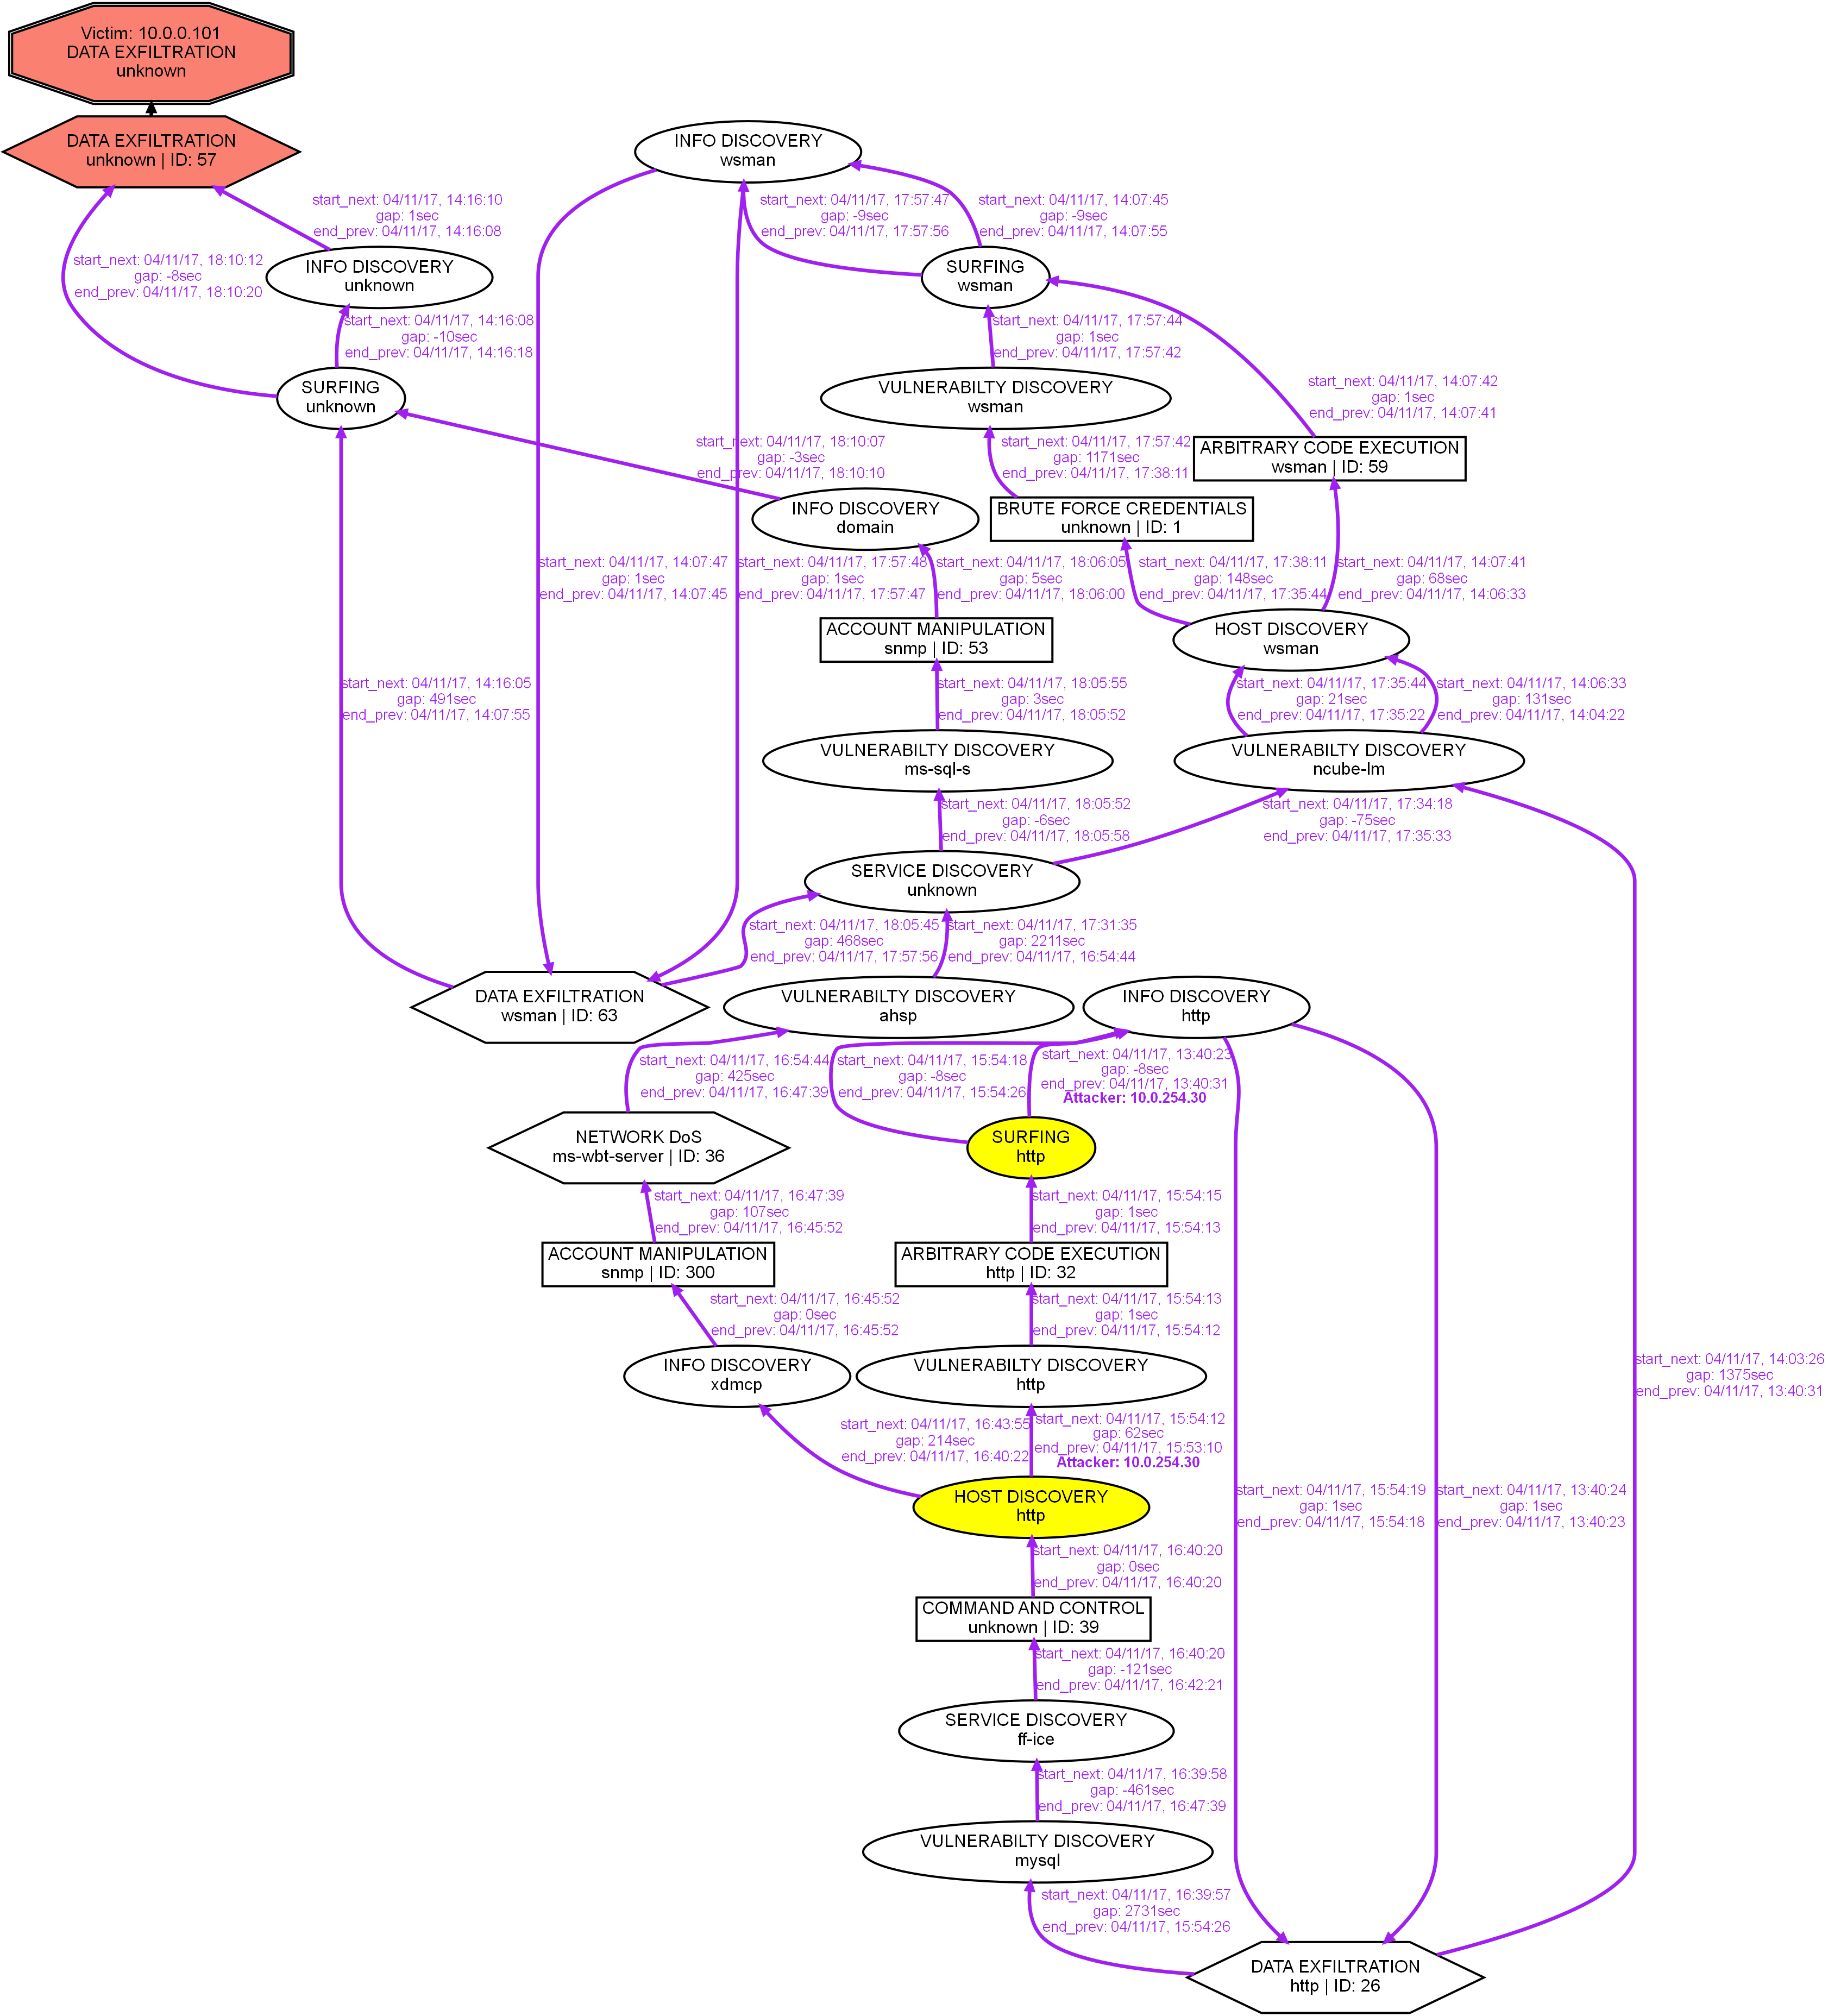 Victim: 10.0.0.101
DATA EXFILTRATION
unknown
DATA EXFILTRATION
unknown | ID: 57
INFO DISCOVERY
wsman
start_next: 04/11/17, 14:16:10
gap: 1sec
end_prev: 04/11/17, 14:16:08
start_next: 04/11/17, 17:57:47
gap: -9sec
end_prev: 04/11/17, 17:57:56
start_next: 04/11/17, 14:07:45
gap: -9sec
end_prev: 04/11/17, 14:07:55
start_next: 04/11/17, 18:10:12
gap: -8sec
end_prev: 04/11/17, 18:10:20
INFO DISCOVERY
unknown
SURFING
wsman
start_next: 04/11/17, 14:16:08
gap: -10sec
end_prev: 04/11/17, 14:16:18
start_next: 04/11/17, 17:57:44
gap: 1sec
end_prev: 04/11/17, 17:57:42
SURFING
unknown
VULNERABILTY DISCOVERY
wsman
start_next: 04/11/17, 14:07:42
gap: 1sec
end_prev: 04/11/17, 14:07:41
start_next: 04/11/17, 18:10:07
gap: -3sec
end_prev: 04/11/17, 18:10:10
start_next: 04/11/17, 17:57:42
gap: 1171sec
end_prev: 04/11/17, 17:38:11
ARBITRARY CODE EXECUTION
wsman | ID: 59
INFO DISCOVERY
domain
BRUTE FORCE CREDENTIALS
unknown | ID: 1
start_next: 04/11/17, 14:07:47
gap: 1sec
end_prev: 04/11/17, 14:07:45
start_next: 04/11/17, 17:57:48
gap: 1sec
end_prev: 04/11/17, 17:57:47
start_next: 04/11/17, 18:06:05
gap: 5sec
end_prev: 04/11/17, 18:06:00
start_next: 04/11/17, 17:38:11
gap: 148sec
end_prev: 04/11/17, 17:35:44
start_next: 04/11/17, 14:07:41
gap: 68sec
end_prev: 04/11/17, 14:06:33
ACCOUNT MANIPULATION
snmp | ID: 53
HOST DISCOVERY
wsman
start_next: 04/11/17, 14:16:05
gap: 491sec
end_prev: 04/11/17, 14:07:55
start_next: 04/11/17, 18:05:55
gap: 3sec
end_prev: 04/11/17, 18:05:52
start_next: 04/11/17, 17:35:44
gap: 21sec
end_prev: 04/11/17, 17:35:22
start_next: 04/11/17, 14:06:33
gap: 131sec
end_prev: 04/11/17, 14:04:22
VULNERABILTY DISCOVERY
ms-sql-s
VULNERABILTY DISCOVERY
ncube-lm
start_next: 04/11/17, 18:05:52
gap: -6sec
end_prev: 04/11/17, 18:05:58
start_next: 04/11/17, 17:34:18
gap: -75sec
end_prev: 04/11/17, 17:35:33
SERVICE DISCOVERY
unknown
start_next: 04/11/17, 18:05:45
gap: 468sec
end_prev: 04/11/17, 17:57:56
start_next: 04/11/17, 17:31:35
gap: 2211sec
end_prev: 04/11/17, 16:54:44
DATA EXFILTRATION
wsman | ID: 63
VULNERABILTY DISCOVERY
ahsp
INFO DISCOVERY
http
start_next: 04/11/17, 16:54:44
gap: 425sec
end_prev: 04/11/17, 16:47:39
start_next: 04/11/17, 15:54:18
gap: -8sec
end_prev: 04/11/17, 15:54:26
start_next: 04/11/17, 13:40:23
gap: -8sec
end_prev: 04/11/17, 13:40:31
Attacker: 10.0.254.30
NETWORK DoS
ms-wbt-server | ID: 36
SURFING
http
start_next: 04/11/17, 16:47:39
gap: 107sec
end_prev: 04/11/17, 16:45:52
start_next: 04/11/17, 15:54:15
gap: 1sec
end_prev: 04/11/17, 15:54:13
ACCOUNT MANIPULATION
snmp | ID: 300
ARBITRARY CODE EXECUTION
http | ID: 32
start_next: 04/11/17, 16:45:52
gap: 0sec
end_prev: 04/11/17, 16:45:52
start_next: 04/11/17, 15:54:13
gap: 1sec
end_prev: 04/11/17, 15:54:12
INFO DISCOVERY
xdmcp
VULNERABILTY DISCOVERY
http
start_next: 04/11/17, 14:03:26
gap: 1375sec
end_prev: 04/11/17, 13:40:31
start_next: 04/11/17, 16:43:55
gap: 214sec
end_prev: 04/11/17, 16:40:22
start_next: 04/11/17, 15:54:12
gap: 62sec
end_prev: 04/11/17, 15:53:10
Attacker: 10.0.254.30
HOST DISCOVERY
http
start_next: 04/11/17, 15:54:19
gap: 1sec
end_prev: 04/11/17, 15:54:18
start_next: 04/11/17, 13:40:24
gap: 1sec
end_prev: 04/11/17, 13:40:23
start_next: 04/11/17, 16:40:20
gap: 0sec
end_prev: 04/11/17, 16:40:20
COMMAND AND CONTROL
unknown | ID: 39
start_next: 04/11/17, 16:40:20
gap: -121sec
end_prev: 04/11/17, 16:42:21
SERVICE DISCOVERY
ff-ice
start_next: 04/11/17, 16:39:58
gap: -461sec
end_prev: 04/11/17, 16:47:39
VULNERABILTY DISCOVERY
mysql
start_next: 04/11/17, 16:39:57
gap: 2731sec
end_prev: 04/11/17, 15:54:26
DATA EXFILTRATION
http | ID: 26